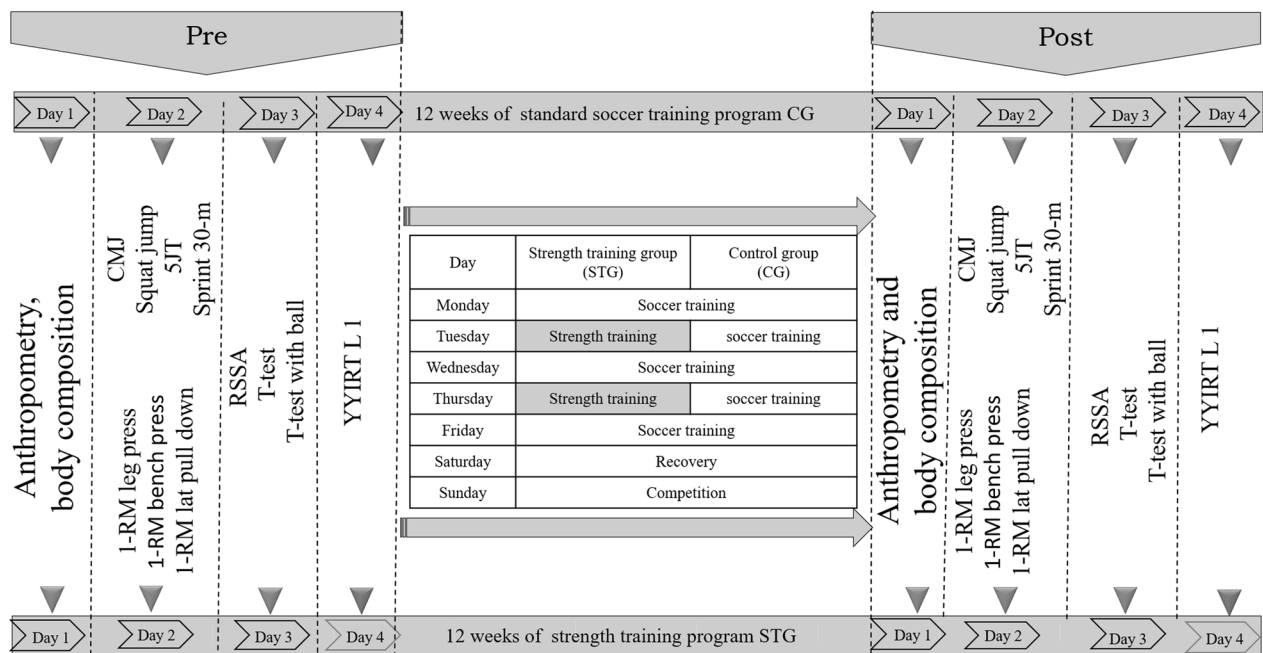 Pre
Post
Day 1
Day 2
Day 3
Day 4
12 weeks of standard soccer training program CG
Day 1
Day 2
Day 3
Day 4
Anthropometry,
body composition
CMJ
Squat jump
5JT
Sprint 30-m
1-RM leg press
1-RM bench press
1-RM lat pull down
RSSA
T-test
T-test with ball
YYIRT L 1
Day
Strength training group
(STG)
Control group
(CG)
Monday
Soccer training
Tuesday
Strength training
soccer training
Wednesday
Soccer training
Thursday
Strength training
soccer training
Friday
Soccer training
Saturday
Recovery
Sunday
Competition
Anthropometry and
body composition
CMJ
Squat jump
5JT
Sprint 30-m
1-RM leg press
1-RM bench press
1-RM lat pull down
RSSA
T-test
T-test with ball
YYIRT L 1
Day 1
Day 2
Day 3
Day 4
12 weeks of strength training program STG
Day 1
Day 2
Day 3
Day 4